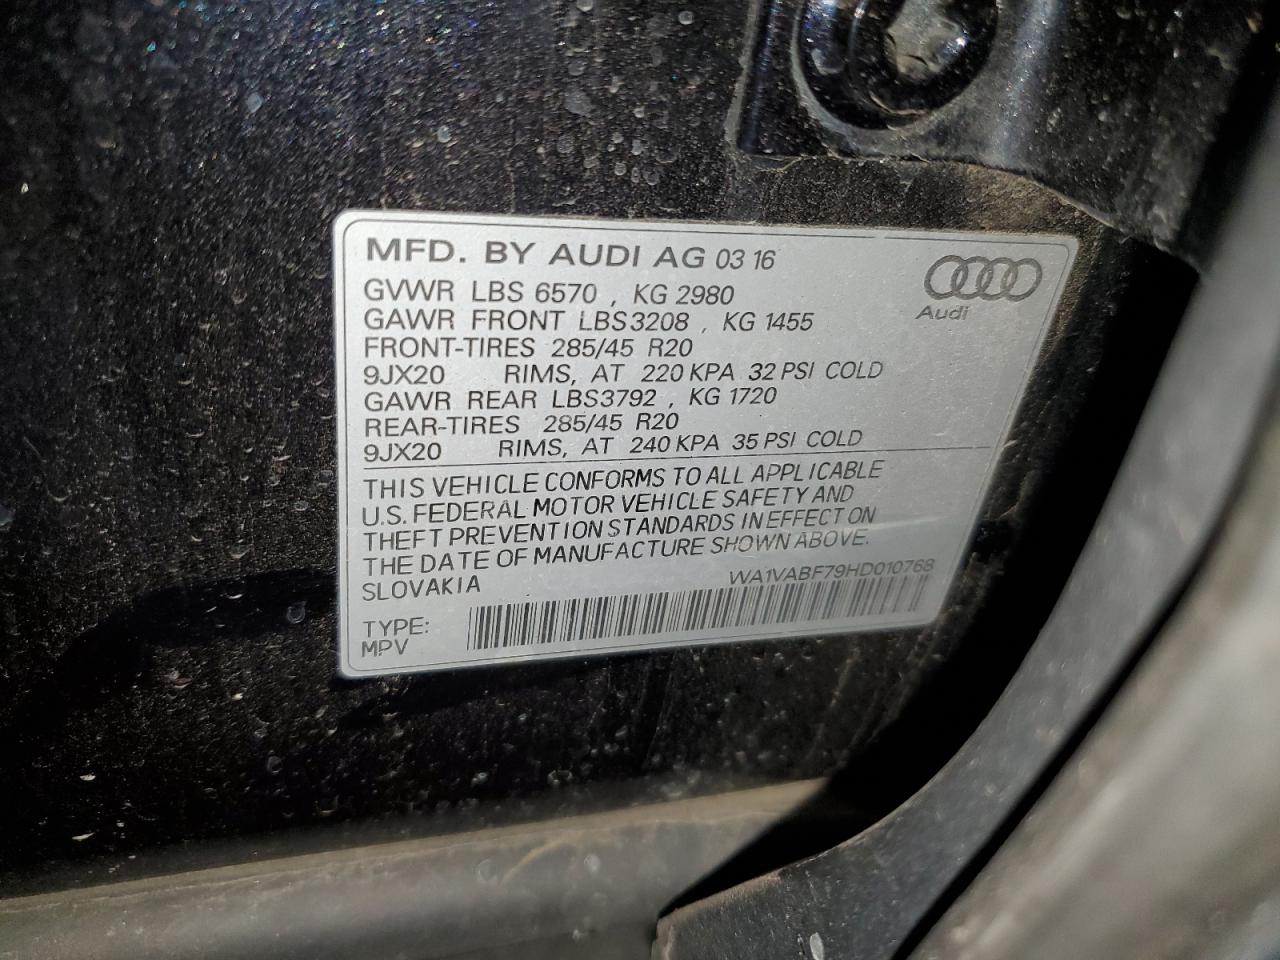 MFD. BY AUDI AG 03 16
GVWR LBS 6570 , KG 2980
GAWR FRONT LBS3208 , KG 1455
FRONT-TIRES 285/45 R20
9JX20 RIMS, AT 220 KPA 32 PSI COLD
GAWR REAR LBS3792 , KG 1720
REAR-TIRES 285/45 R20
9JX20 RIMS, AT 240 KPA 35 PSI COLD
Audi
THIS VEHICLE CONFORMS TO ALL APPLICABLE
U.S. FEDERAL MOTOR VEHICLE SAFETY AND
THEFT PREVENTION STANDARDS IN EFFECT ON
THE DATE OF MANUFACTURE SHOWN ABOVE.
SLOVAKIA
WA1VABF79HD010768
TYPE:
MPV